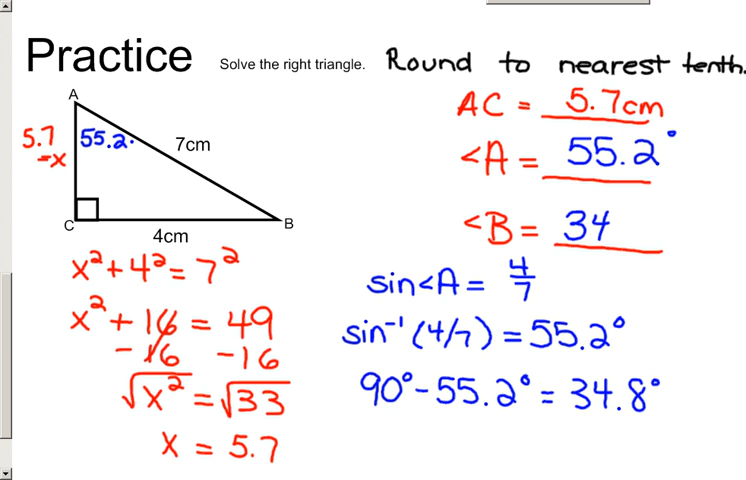 Practice Solve the right triangle. Round to nearest tenth.
AC = 5.7cm
<A = 55.2°
<B = 34
A
5.7
=x
55.2°
7cm
C
B
4cm
x²+4²=7²
x²+16 = 49
-16 -16
√x² = √33
x = 5.7
sin<A = 4/7
sin⁻¹(4/7) = 55.2°
90°-55.2° = 34.8°